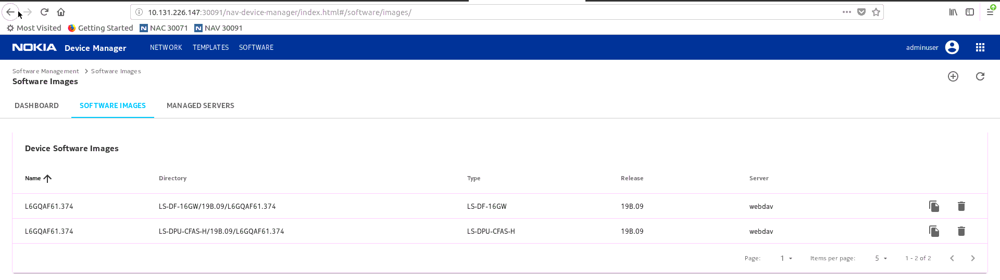 10.131.226.147:30091/nav-device-manager/index.html#/software/images/
Most Visited Getting Started NAC 30071 NAV 30091
NOKIA Device Manager NETWORK TEMPLATES SOFTWARE adminuser
Software Management Software Images
Software Images
DASHBOARD SOFTWARE IMAGES MANAGED SERVERS
Device Software Images
Name Directory Type Release Server
L6GQAF61.374 LS-DF-16GW/19B.09/L6GQAF61.374 LS-DF-16GW 19B.09 webdav
L6GQAF61.374 LS-DPU-CFAS-H/19B.09/L6GQAF61.374 LS-DPU-CFAS-H 19B.09 webdav
Page: 1 Items per page: 5 1 - 2 of 2